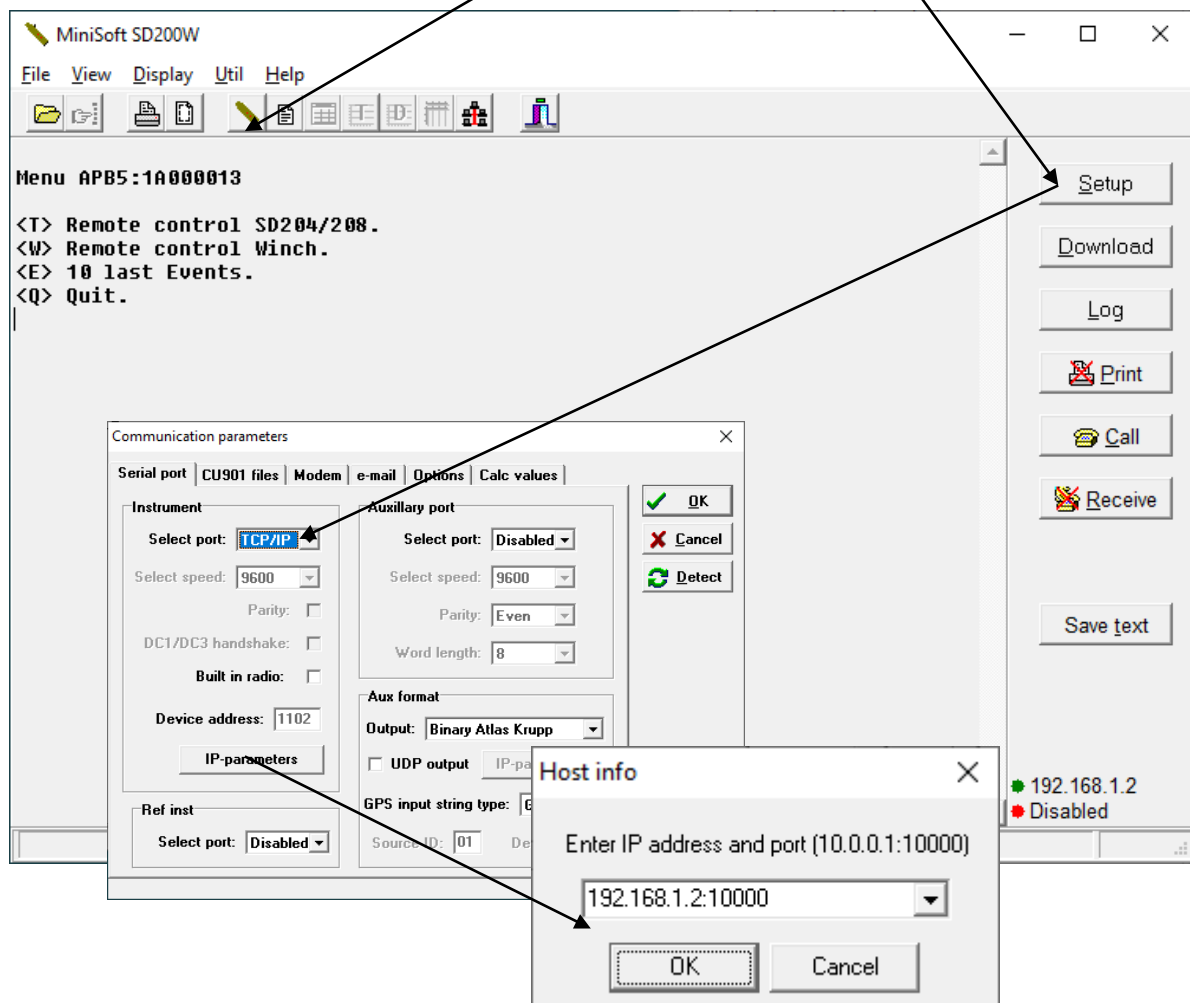 MiniSoft SD200W
File View Display Util Help
Menu APB5:1A000013
<T> Remote control SD204/208.
<W> Remote control Winch.
<E> 10 last Events.
<Q> Quit.
Setup
Download
Log
Print
Call
Receive
Save text
192.168.1.2
Disabled
Communication parameters
Serial port CU901 files Modem e-mail Options Calc values
Instrument
Select port: TCP/IP
Select speed: 9600
Parity:
DC1/DC3 handshake:
Built in radio:
Device address: 1102
IP-parameters
Ref inst
Select port: Disabled
Auxillary port
Select port: Disabled
Select speed: 9600
Parity: Even
Word length: 8
Aux format
Output: Binary Atlas Krupp
UDP output IP-pa
GPS input string type: G
Source ID: 01 De
OK
Cancel
Detect
Host info
Enter IP address and port (10.0.0.1:10000)
192.168.1.2:10000
OK Cancel